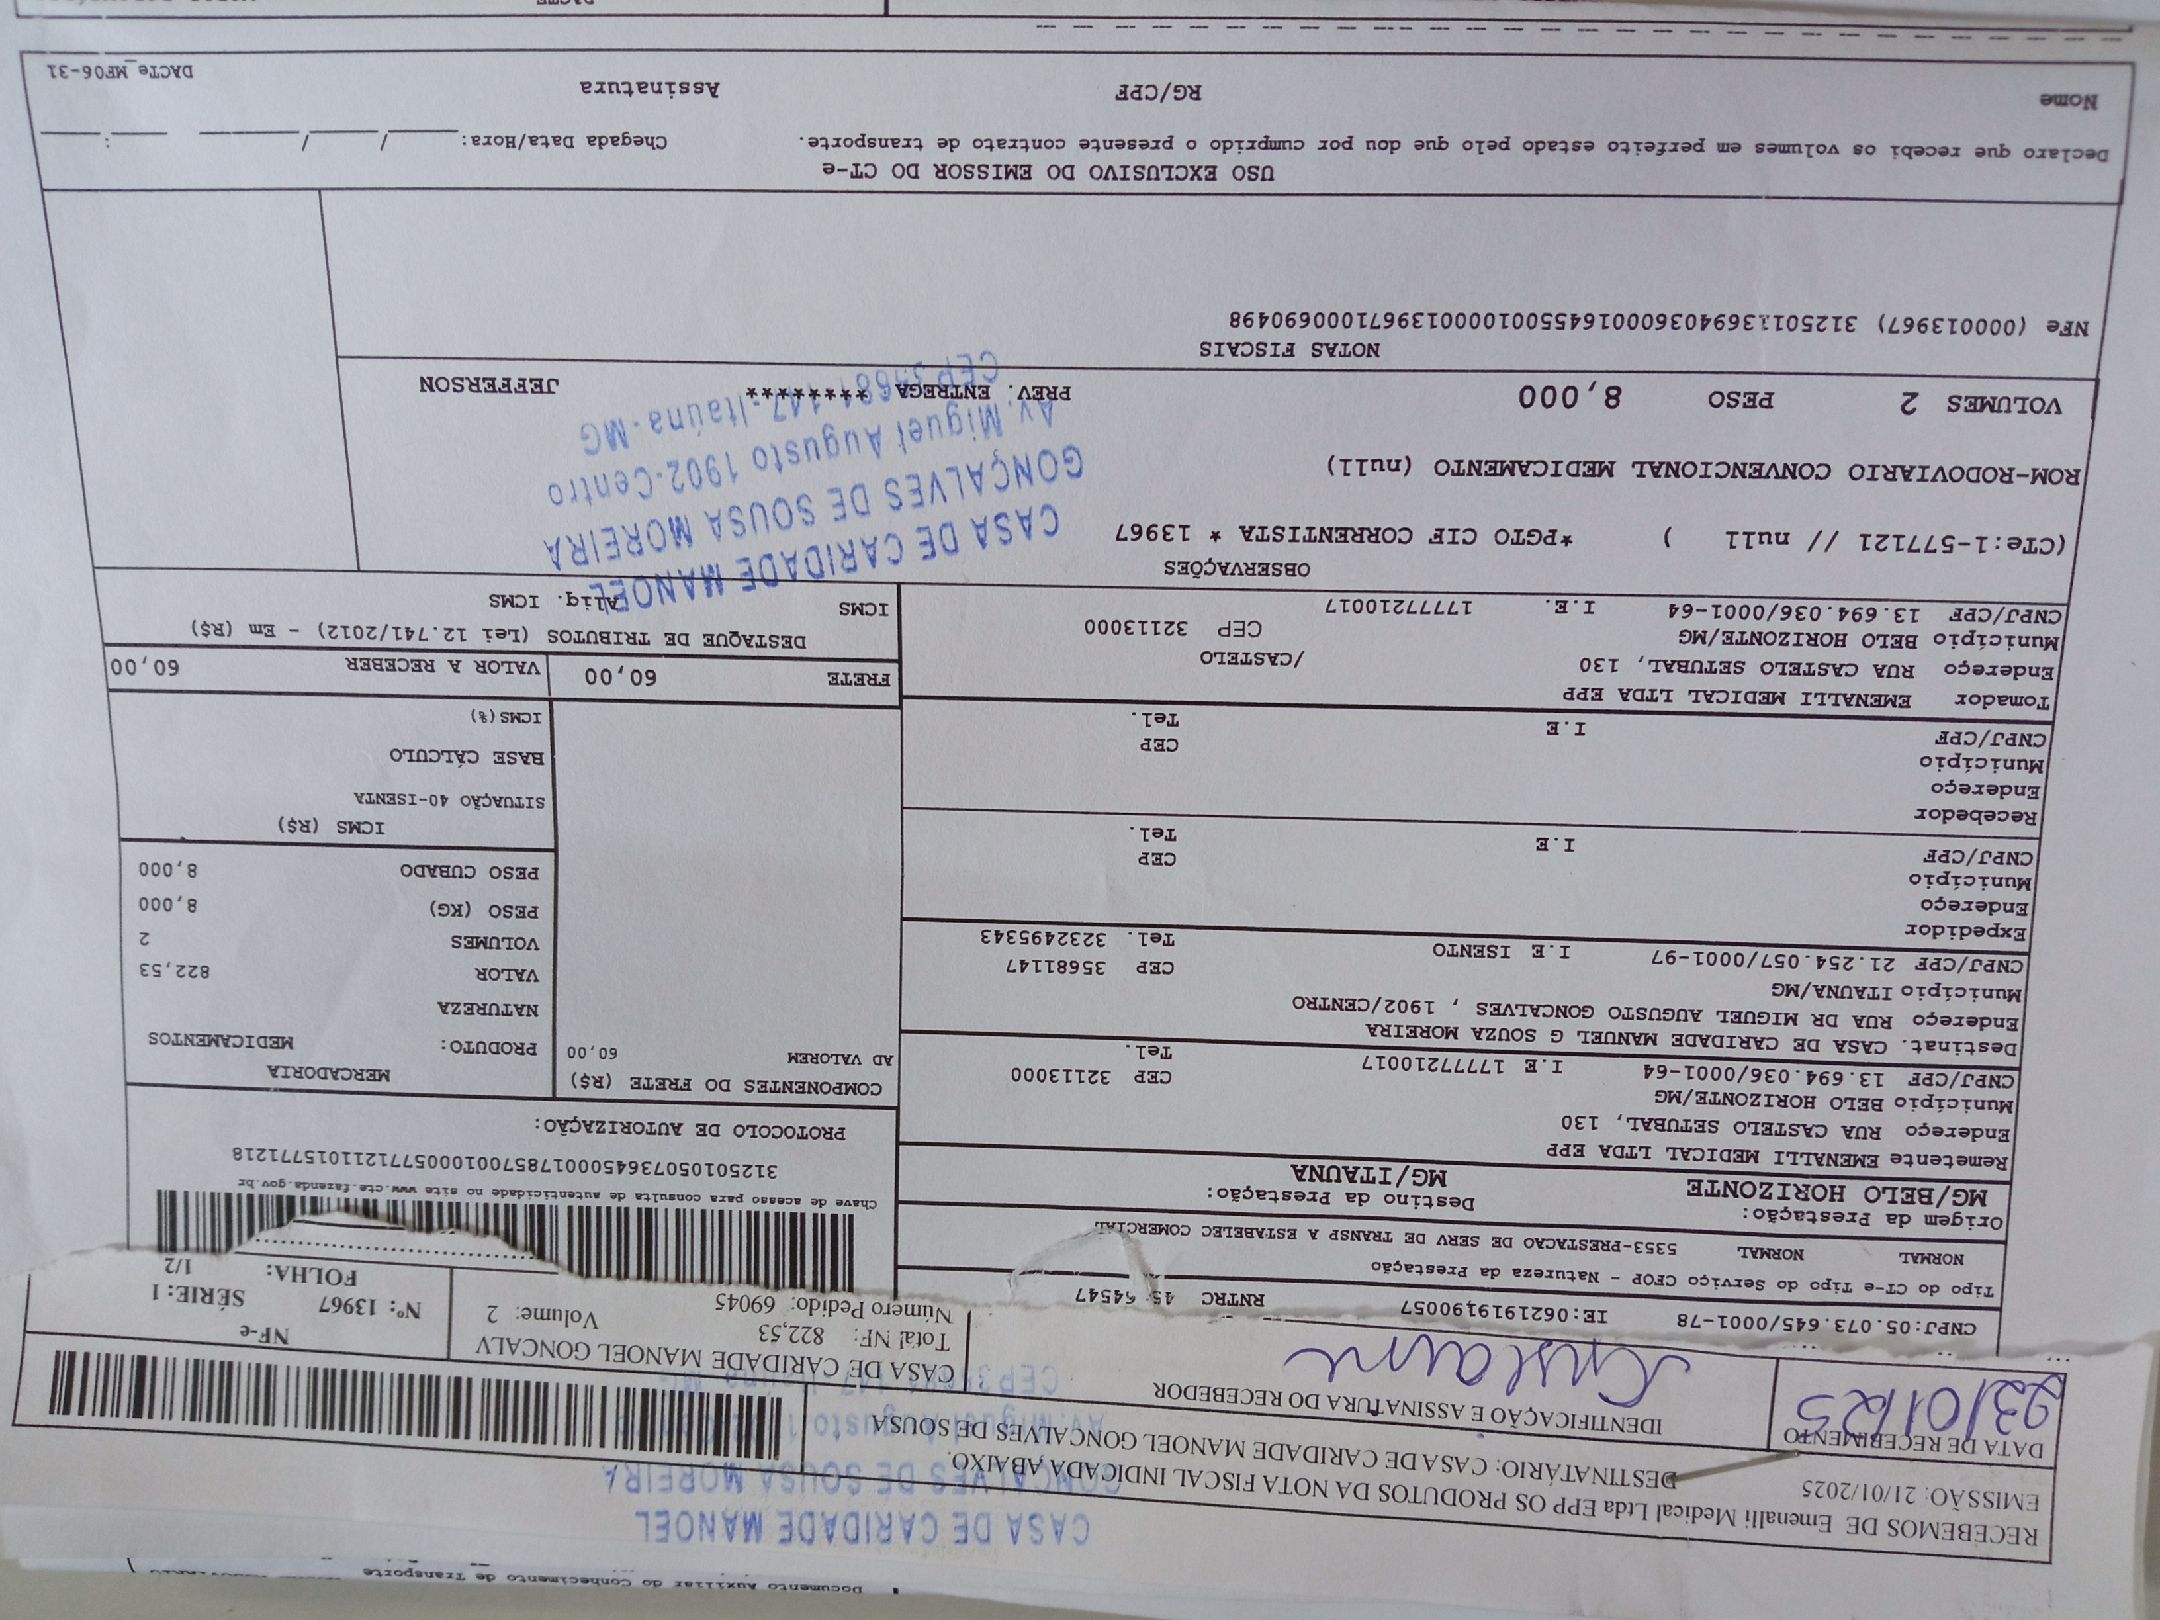 Documento Auxiliar do Conhecimento de Transporte
CASA DE CARIDADE MANOEL
GONÇALVES DE SOUSA MOREIRA
RECEBEMOS DE Emenalli Medical Ltda EPP OS PRODUTOS DA NOTA FISCAL INDICADA ABAIXO.
EMISSÃO: 21/01/2025 DESTINATÁRIO: CASA DE CARIDADE MANOEL GONCALVES DE SOUSA
DATA DE RECEBIMENTO
23/01/25
IDENTIFICAÇÃO E ASSINATURA DO RECEBEDOR
CASA DE CARIDADE MANOEL GONCALV
Total NF: 822,53
Número Pedido: 69045 Volume: 2
NF-e
Nº: 13967 SÉRIE: 1
FOLHA: 1/2
CNPJ:05.073.645/0001-78 IE:0621919190057 RNTRC
Tipo do CT-e Tipo do Serviço CFOP - Natureza da Prestação
NORMAL NORMAL 5353-PRESTACAO DE SERV DE TRANSP A ESTABELEC COMERCIAL
Origem da Prestação: Destino da Prestação:
MG/BELO HORIZONTE MG/ITAUNA
Chave de acesso para consulta de autenticidade no site www.cte.fazenda.gov.br
312501050736450001785700100057712111015771218
PROTOCOLO DE AUTORIZAÇÃO:
Remetente EMENALLI MEDICAL LTDA EPP
Endereço RUA CASTELO SETUBAL, 130
Município BELO HORIZONTE/MG CEP 32113000
CNPJ/CPF 13.694.036/0001-64 I.E 1777721 0017 Tel.
Destinat. CASA DE CARIDADE MANUEL G SOUZA MOREIRA
Endereço RUA DR MIGUEL AUGUSTO GONCALVES , 1902/CENTRO
Município ITAUNA/MG CEP 35681147
CNPJ/CPF 21.254.057/0001-97 I.E ISENTO Tel. 3232495343
Expedidor
Endereço
Município CEP
CNPJ/CPF I.E Tel.
Recebedor
Endereço
Município CEP
CNPJ/CPF I.E Tel.
Tomador EMENALLI MEDICAL LTDA EPP
Endereço RUA CASTELO SETUBAL, 130 /CASTELO
Município BELO HORIZONTE/MG CEP 32113000
CNPJ/CPF 13.694.036/0001-64 I.E. 1777721 0017
COMPONENTES DO FRETE (R$)
AD VALOREM 60,00
MERCADORIA
PRODUTO: MEDICAMENTOS
NATUREZA
VALOR 822,53
VOLUMES 2
PESO (KG) 8,000
PESO CUBADO 8,000
ICMS (R$)
SITUAÇÃO 40-ISENTA
BASE CÁLCULO
ICMS(%)
FRETE 60,00 VALOR A RECEBER 60,00
DESTAQUE DE TRIBUTOS (Lei 12.741/2012) - Em (R$)
ICMS Aliq. ICMS
OBSERVAÇÕES
(CTe:1-577121 // null ) *PGTO CIF CORRENTISTA * 13967
ROM-RODOVIARIO CONVENCIONAL MEDICAMENTO (null)
VOLUMES 2 PESO 8,000 PREV. ENTREGA ********** JEFFERSON
CASA DE CARIDADE MANOEL
GONÇALVES DE SOUSA MOREIRA
Av. Miguel Augusto 1902-Centro
CEP 35681147-Itaúna-MG
NOTAS FISCAIS
NFe (000013967) 31250113694036000164550010000139671000690498
USO EXCLUSIVO DO EMISSOR DO CT-e
Declaro que recebi os volumes em perfeito estado pelo que dou por cumprido o presente contrato de transporte. Chegada Data/Hora: ____/____/____ ____:____
Nome RG/CPF Assinatura
DACTe_MF06-31